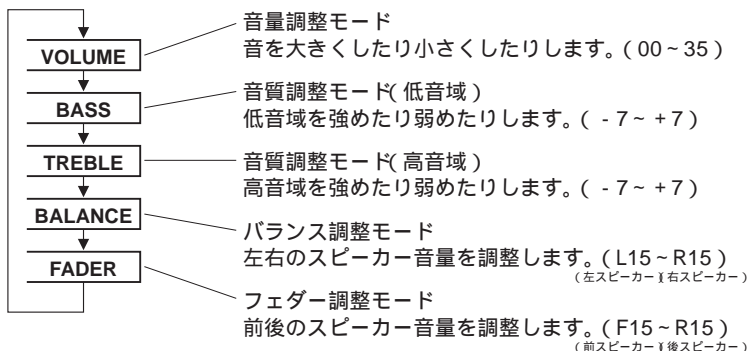 VOLUME
音量調整モード
音を大きくしたり小さくしたりします。(00~35)
BASS
音質調整モード(低音域)
低音域を強めたり弱めたりします。( -7~ +7)
TREBLE
音質調整モード(高音域)
高音域を強めたり弱めたりします。( -7~ +7)
BALANCE
バランス調整モード
左右のスピーカー音量を調整します。(L15~R15)
(左スピーカー)(右スピーカー)
FADER
フェダー調整モード
前後のスピーカー音量を調整します。(F15~R15)
(前スピーカー)(後スピーカー)